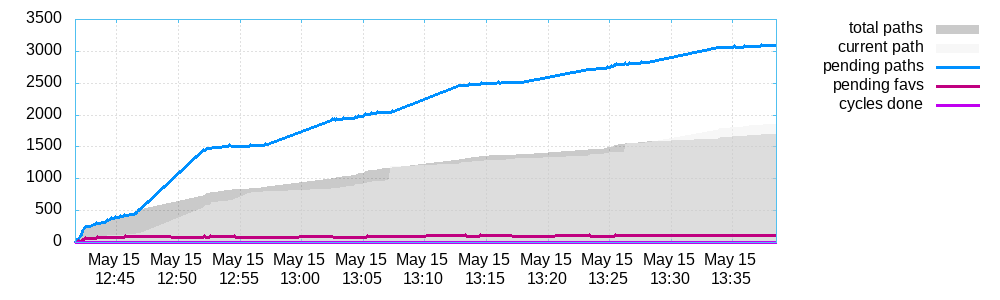 3500
3000
2500
2000
1500
1000
500
0
May 15 May 15 May 15 May 15 May 15 May 15 May 15 May 15 May 15 May 15 May 15
12:45 12:50 12:55 13:00 13:05 13:10 13:15 13:20 13:25 13:30 13:35
total paths
current path
pending paths
pending favs
cycles done